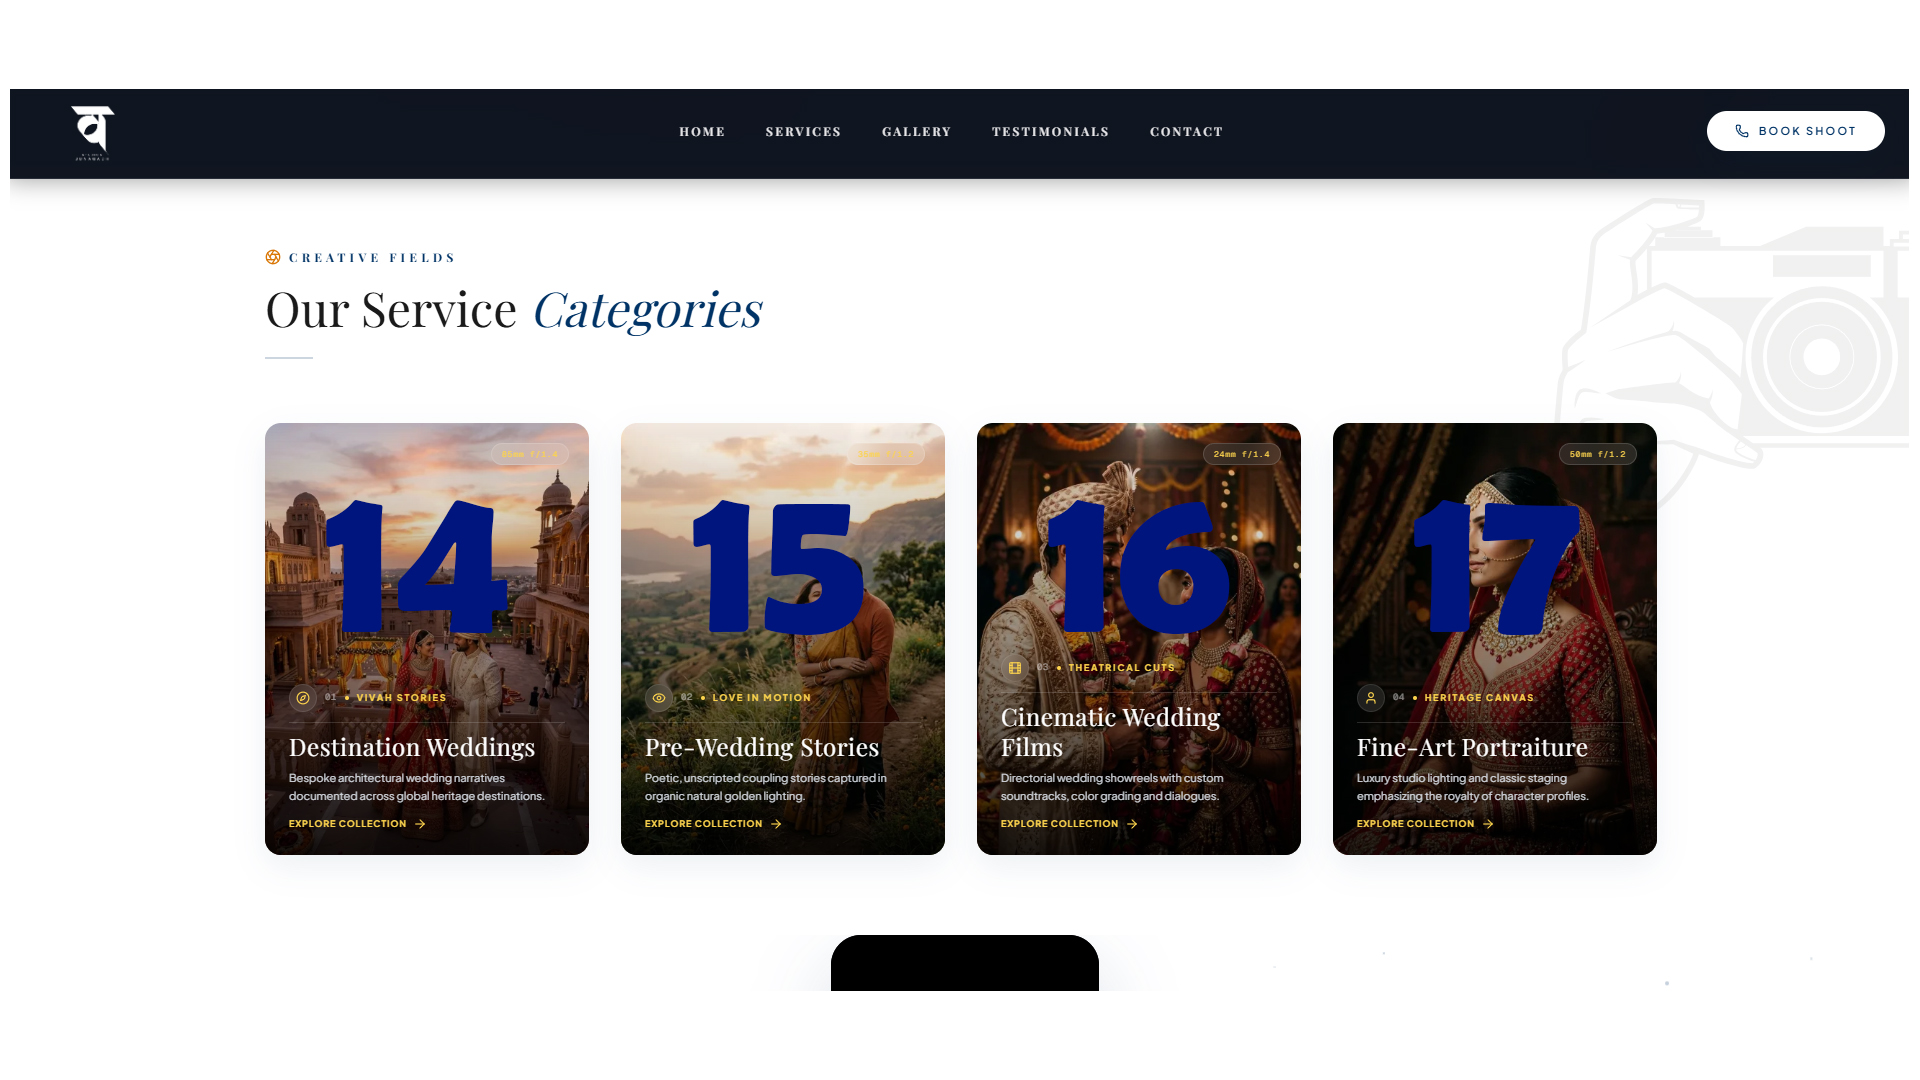 व
HOME
SERVICES
GALLERY
TESTIMONIALS
CONTACT
BOOK SHOOT
CREATIVE FIELDS
Our Service Categories
14
01 • VIVAH STORIES
Destination Weddings
Bespoke architectural wedding narratives
documented across global heritage destinations.
EXPLORE COLLECTION →
15
02 • LOVE IN MOTION
Pre-Wedding Stories
Poetic, unscripted coupling stories captured in
organic natural golden lighting.
EXPLORE COLLECTION →
24mm f/1.4
16
03 • THEATRICAL CUTS
Cinematic Wedding
Films
Directorial wedding showreels with custom
soundtracks, color grading and dialogues.
EXPLORE COLLECTION →
50mm f/1.2
17
04 • HERITAGE CANVAS
Fine-Art Portraiture
Luxury studio lighting and classic staging
emphasizing the royalty of character profiles.
EXPLORE COLLECTION →